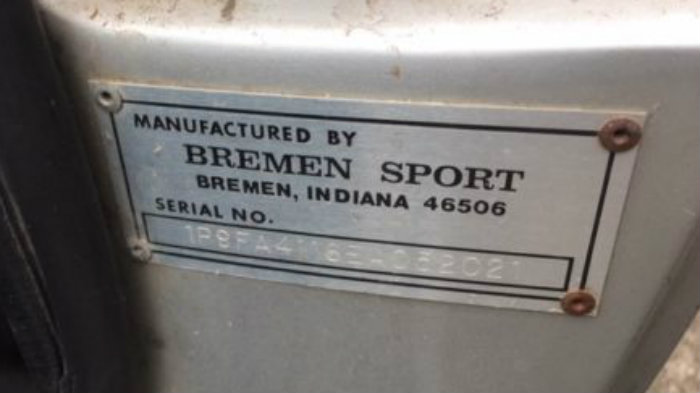 MANUFACTURED BY
BREMEN SPORT
BREMEN, INDIANA 46506
SERIAL NO.